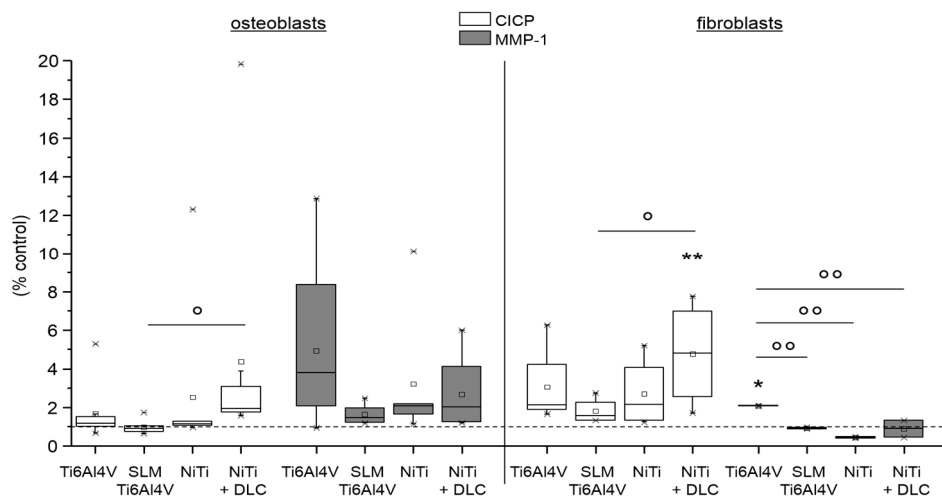 osteoblasts
CICP
MMP-1
fibroblasts
(% control)
20
18
16
14
12
10
8
6
4
2
0
**
*
Ti6Al4V SLM NiTi NiTi Ti6Al4V SLM NiTi NiTi Ti6Al4V SLM NiTi NiTi Ti6Al4V SLM NiTi NiTi
Ti6Al4V + DLC Ti6Al4V + DLC Ti6Al4V + DLC Ti6Al4V + DLC